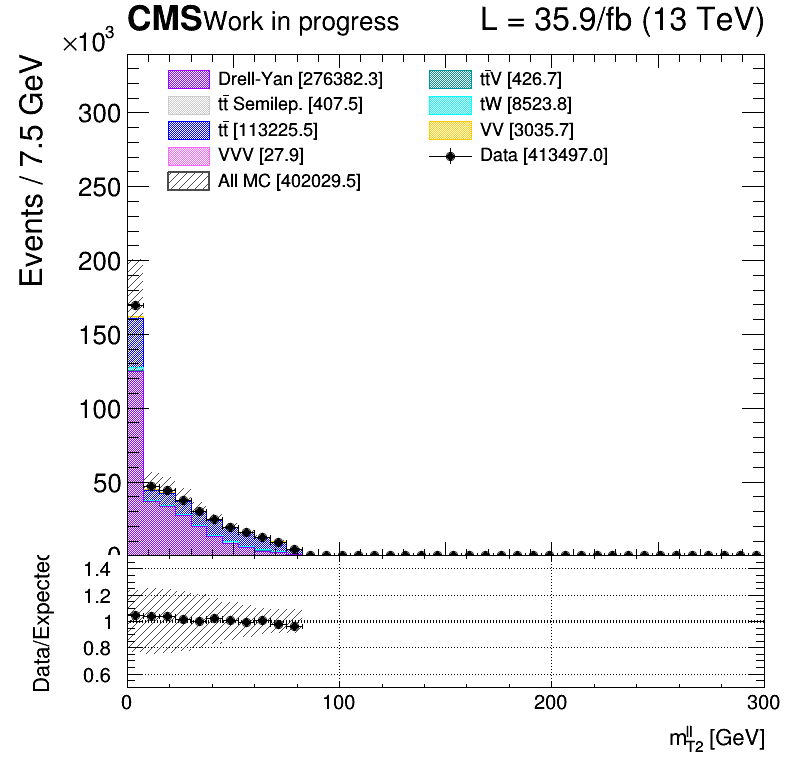 CMS Work in progress L = 35.9/fb (13 TeV)
×10³
Events / 7.5 GeV
Drell-Yan [276382.3]
tt̄ Semilep. [407.5]
tt̄ [113225.5]
VVV [27.9]
All MC [402029.5]
tt̄V [426.7]
tW [8523.8]
VV [3035.7]
Data [413497.0]
300
250
200
150
100
50
0
Data/Expected
1.4
1.2
1
0.8
0.6
0 100 200 300
m_T2^ll [GeV]